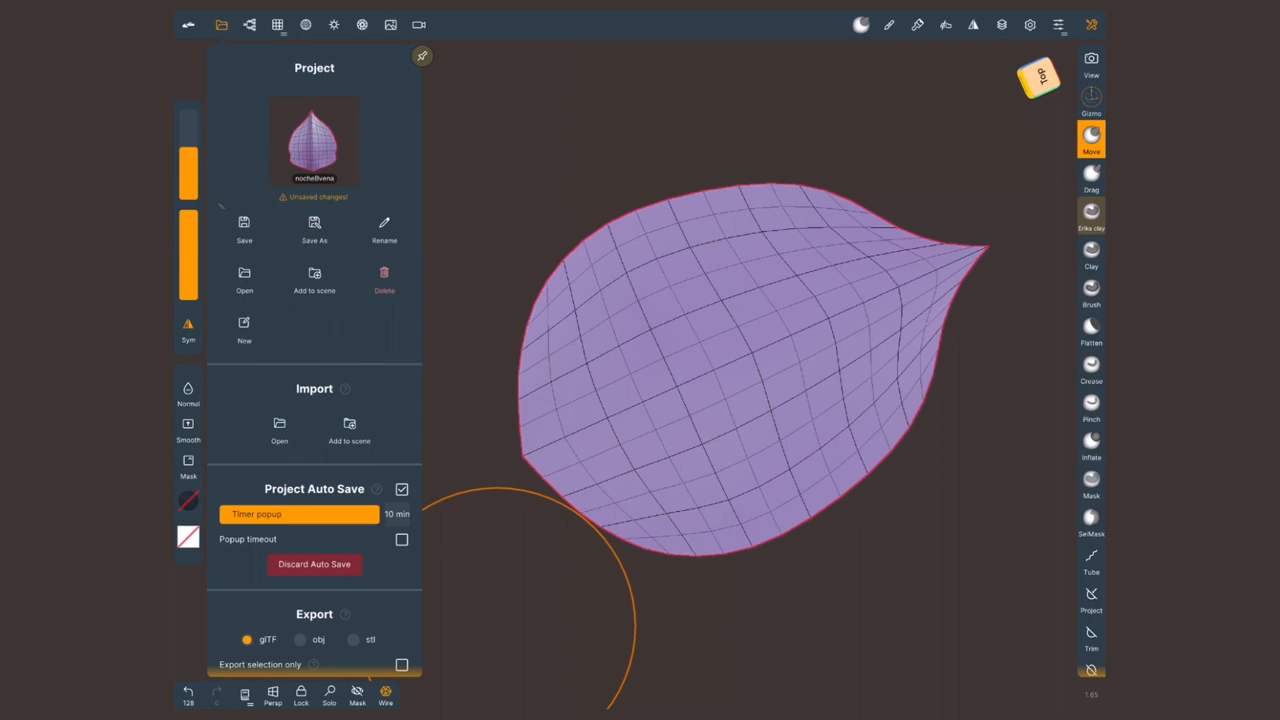 Project
nocheBvena
Unsaved changes!
Save
Save As
Rename
Open
Add to scene
Delete
New
Import
Open
Add to scene
Project Auto Save
Timer popup
10 min
Popup timeout
Discard Auto Save
Export
glTF
obj
stl
Export selection only
Sym
Normal
Smooth
Mask
128
0
Persp
Lock
Solo
Mask
Wire
Top
View
Gizmo
Move
Drag
Erika clay
Clay
Brush
Flatten
Crease
Pinch
Inflate
Mask
SelMask
Tube
Project
Trim
1.65